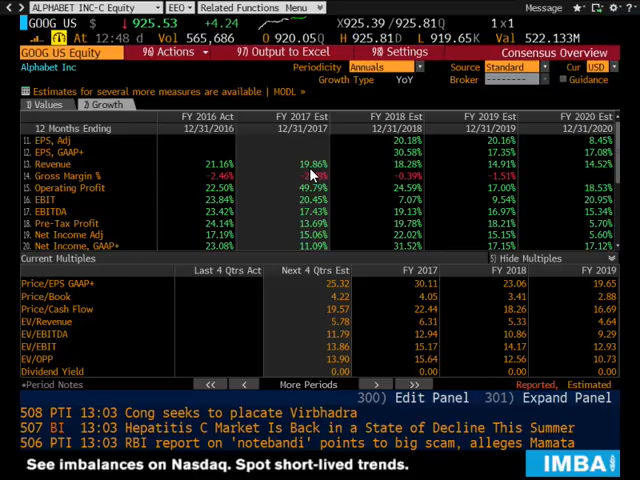 ALPHABET INC-C Equity EEO Related Functions Menu Message
GOOG US $ 925.53 +4.24 X925.39 / 925.81Q 1 x 1
At 12:48 d Vol 565,686 O 920.05Q H 925.81D L 919.65K Val 522.133M
GOOG US Equity 96) Actions 97) Output to Excel 98) Settings Consensus Overview
Alphabet Inc Periodicity Annuals Source Standard Cur USD
Growth Type YoY Broker -------- Guidance
Estimates for several more measures are available | MODL »
1) Values 2) Growth
FY 2016 Act FY 2017 Est FY 2018 Est FY 2019 Est FY 2020 Est
12 Months Ending 12/31/2016 12/31/2017 12/31/2018 12/31/2019 12/31/2020
11. EPS, Adj 20.18% 20.16% 8.45%
12. EPS, GAAP+ 30.58% 17.35% 17.08%
13. Revenue 21.16% 19.86% 18.28% 14.91% 14.52%
14. Gross Margin % -2.46% -0.39% -1.51%
15. Operating Profit 22.50% 49.79% 24.59% 17.00% 18.53%
16. EBIT 23.84% 20.45% 7.07% 9.54% 20.95%
17. EBITDA 23.42% 17.43% 19.13% 16.97% 15.34%
18. Pre-Tax Profit 24.14% 13.69% 19.78% 18.21% 5.70%
19. Net Income Adj 17.19% 15.06% 22.02% 15.15% 5.60%
20. Net Income, GAAP+ 23.08% 11.09% 31.52% 17.15% 17.12%
Current Multiples 5) Hide Multiples
Last 4 Qtrs Act Next 4 Qtrs Est FY 2017 FY 2018 FY 2019
Price/EPS GAAP+ 25.32 30.11 23.06 19.65
Price/Book 4.22 4.05 3.41 2.88
Price/Cash Flow 19.57 22.44 18.26 16.69
EV/Revenue 5.78 6.31 5.33 4.64
EV/EBITDA 11.79 12.94 10.86 9.29
EV/EBIT 13.86 15.17 14.17 12.93
EV/OPP 13.90 15.64 12.56 10.73
Dividend Yield 0.00 0.00 0.00 0.00
*Period Notes << < More Periods > >> Reported, Estimated
300) Edit Panel 301) Expand Panel
508 PTI 13:03 Cong seeks to placate Virbhadra
507 BI 13:03 Hepatitis C Market Is Back in a State of Decline This Summer
506 PTI 13:03 RBI report on 'notebandi' points to big scam, alleges Mamata
See imbalances on Nasdaq. Spot short-lived trends. IMBA